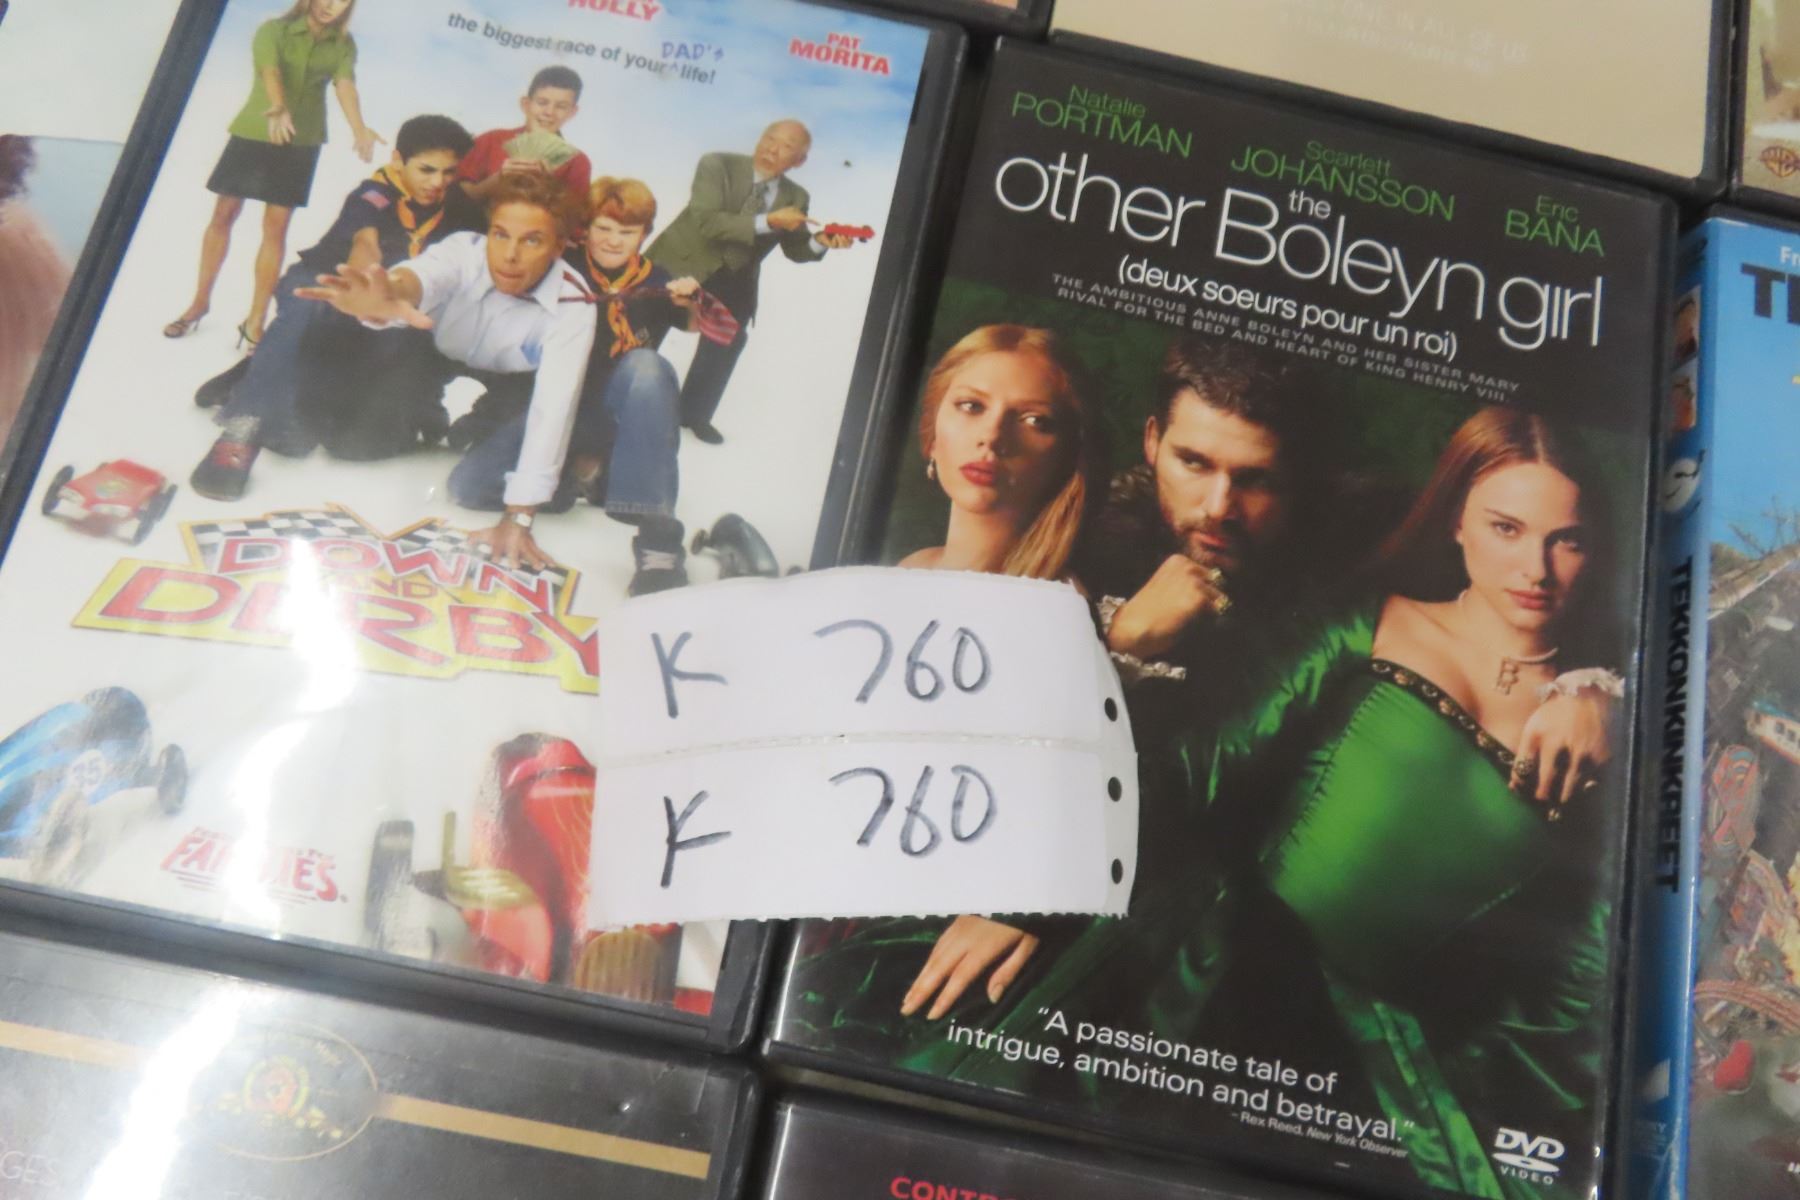 HOLLY
the biggest race of your DAD'S life!
PAT
MORITA
DOWN
AND
DERBY
FAMILIES.
Natalie
PORTMAN
Scarlett
JOHANSSON
Eric
BANA
the
other Boleyn girl
(deux soeurs pour un roi)
THE AMBITIOUS ANNE BOLEYN AND HER SISTER MARY
RIVAL FOR THE BED AND HEART OF KING HENRY VIII.
K 760
K 760
"A passionate tale of
intrigue, ambition and betrayal."
- Rex Reed, New York Observer
DVD
VIDEO
TEKKONKINKREET